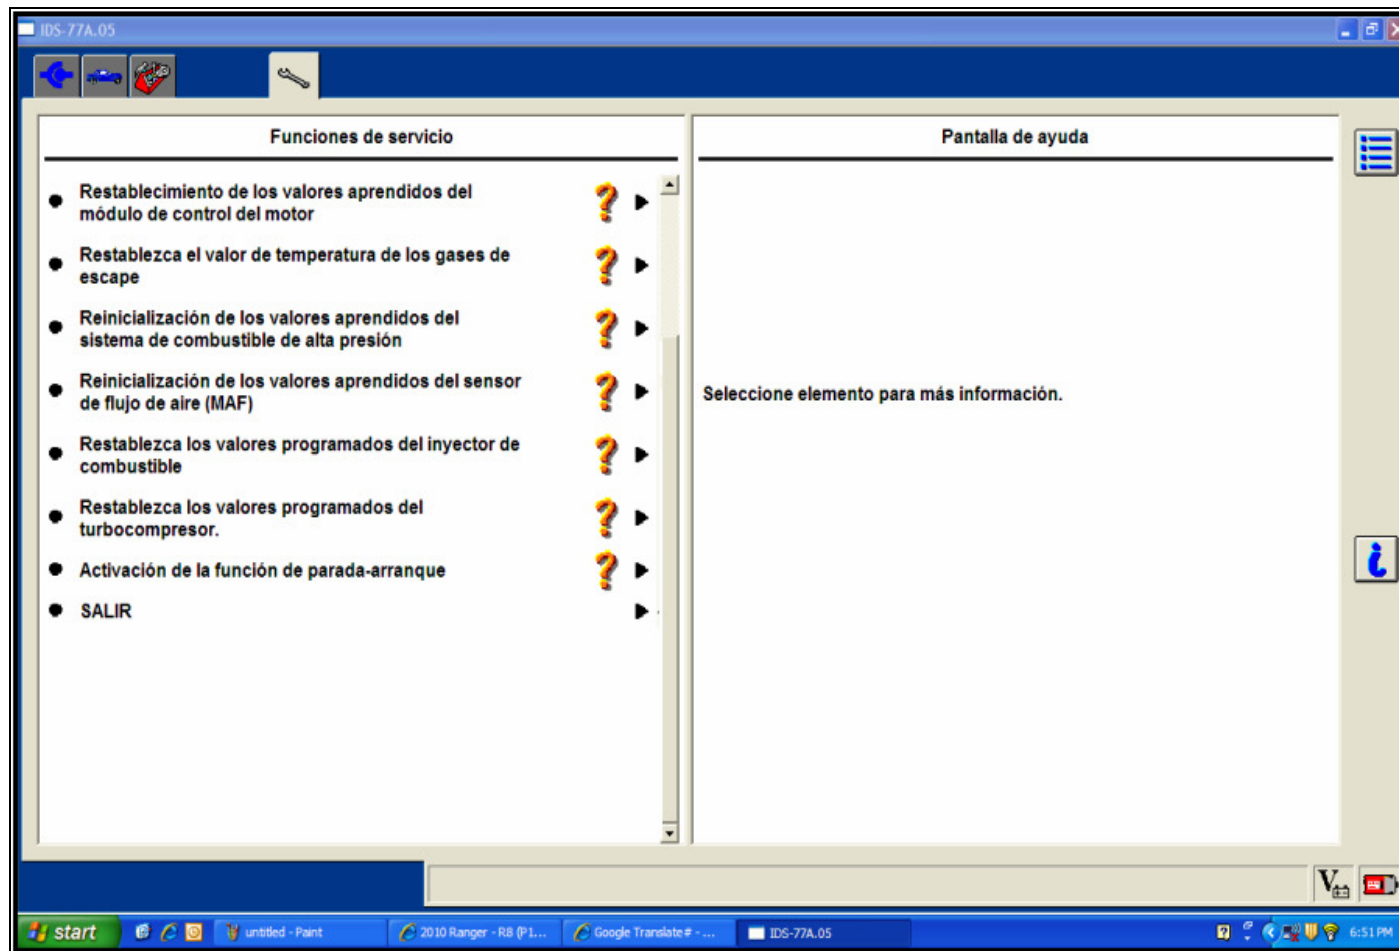 IDS-77A.05
Funciones de servicio
Restablecimiento de los valores aprendidos del
módulo de control del motor
Restablezca el valor de temperatura de los gases de
escape
Reinicialización de los valores aprendidos del
sistema de combustible de alta presión
Reinicialización de los valores aprendidos del sensor
de flujo de aire (MAF)
Restablezca los valores programados del inyector de
combustible
Restablezca los valores programados del
turbocompresor.
Activación de la función de parada-arranque
SALIR
Pantalla de ayuda
Seleccione elemento para más información.
V
start
untitled - Paint
2010 Ranger - R8 (P1...
Google Translate# - ...
IDS-77A.05
6:51 PM